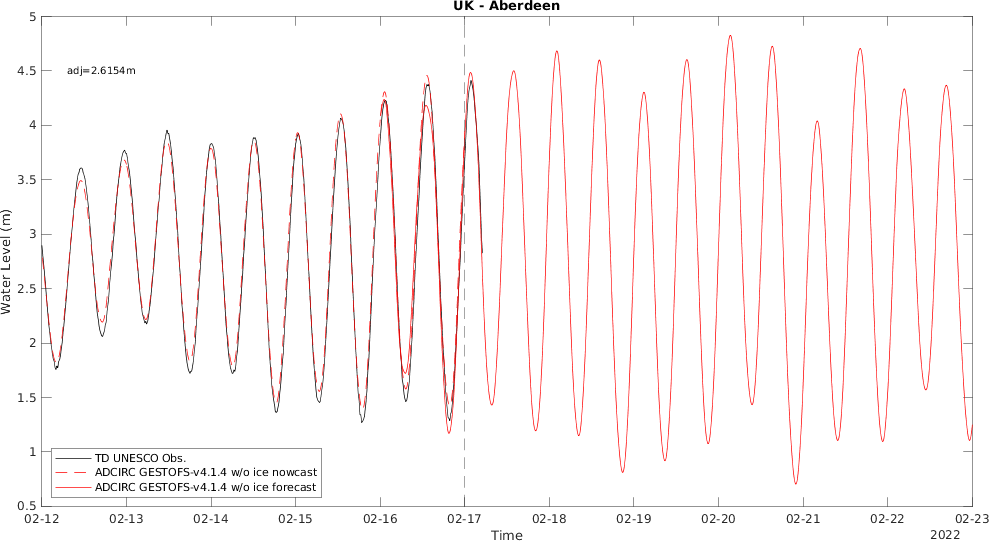 UK - Aberdeen
5
4.5
4
3.5
3
2.5
2
1.5
1
0.5
Water Level (m)
adj=2.6154m
TD UNESCO Obs.
ADCIRC GESTOFS-v4.1.4 w/o ice nowcast
ADCIRC GESTOFS-v4.1.4 w/o ice forecast
02-12 02-13 02-14 02-15 02-16 02-17 02-18 02-19 02-20 02-21 02-22 02-23
Time
2022